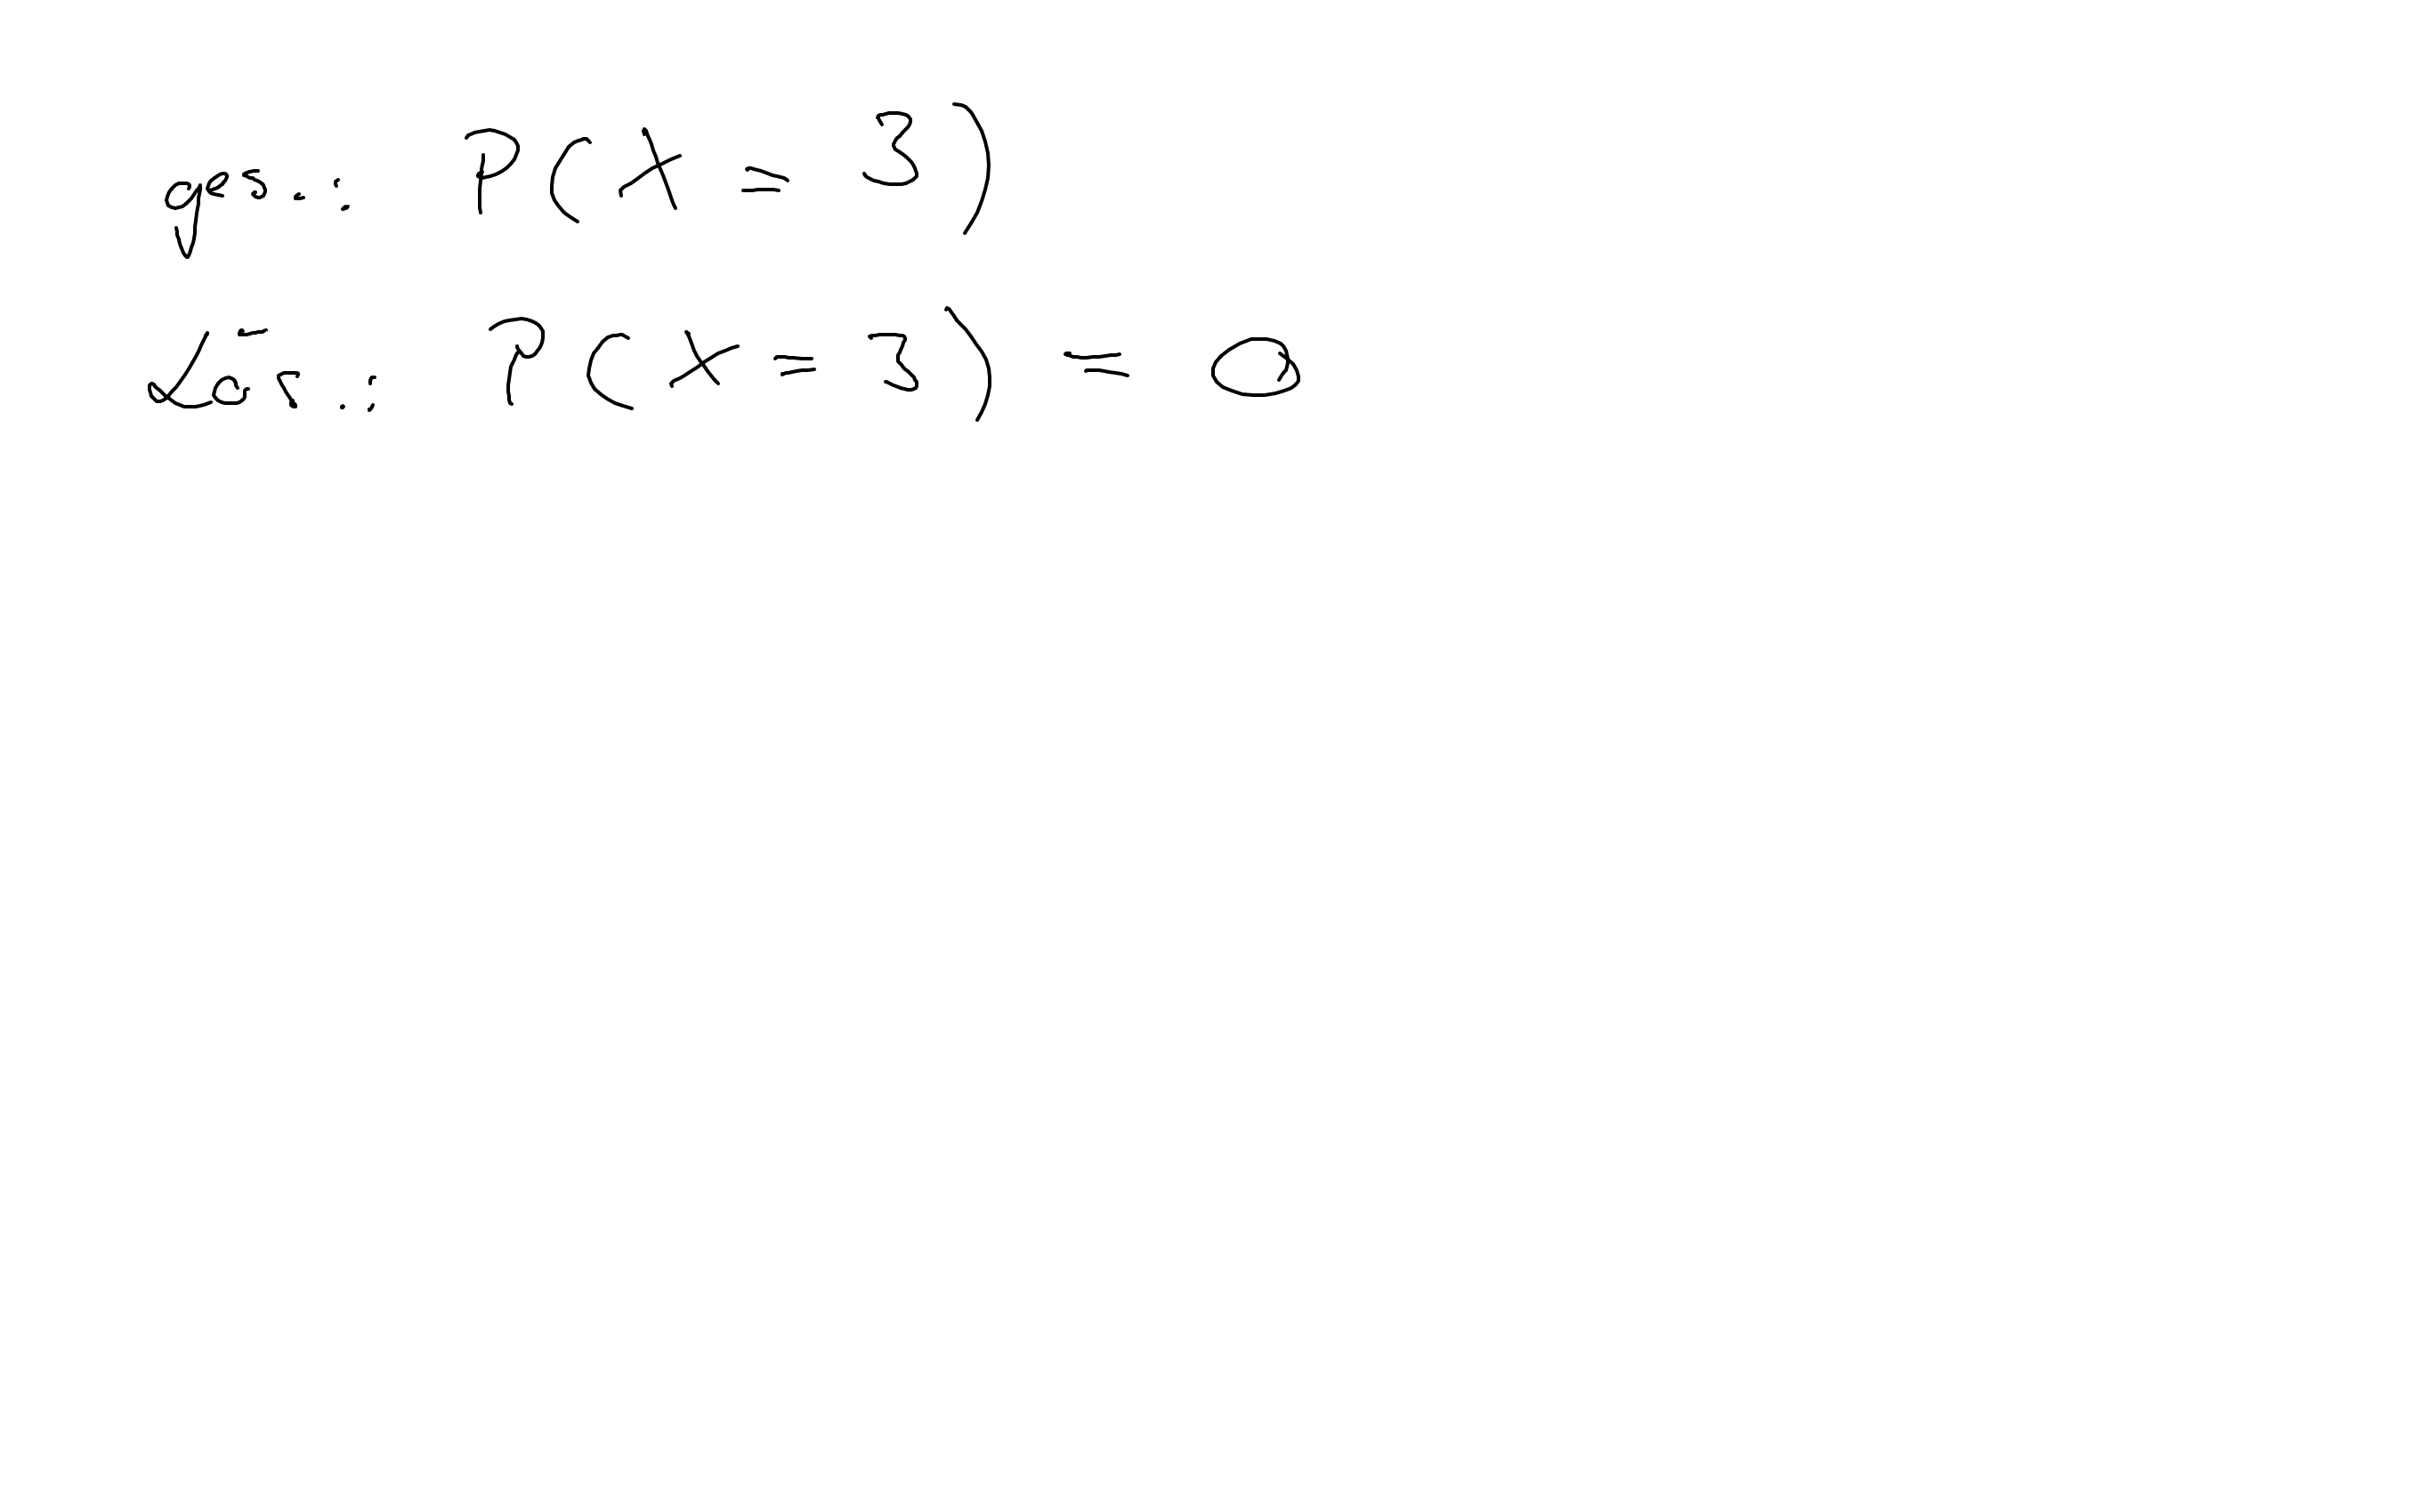 ges.: P(X = 3)
Lös.: P(X = 3) = 0